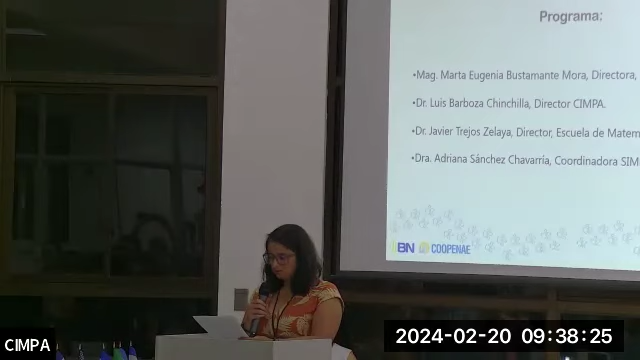 Programa:
•Mag. Marta Eugenia Bustamante Mora, Directora,
•Dr. Luis Barboza Chinchilla, Director CIMPA.
•Dr. Javier Trejos Zelaya, Director, Escuela de Matem
•Dra. Adriana Sánchez Chavarría, Coordinadora SIM
BN COOPENAE
CIMPA
2024-02-20 09:38:25